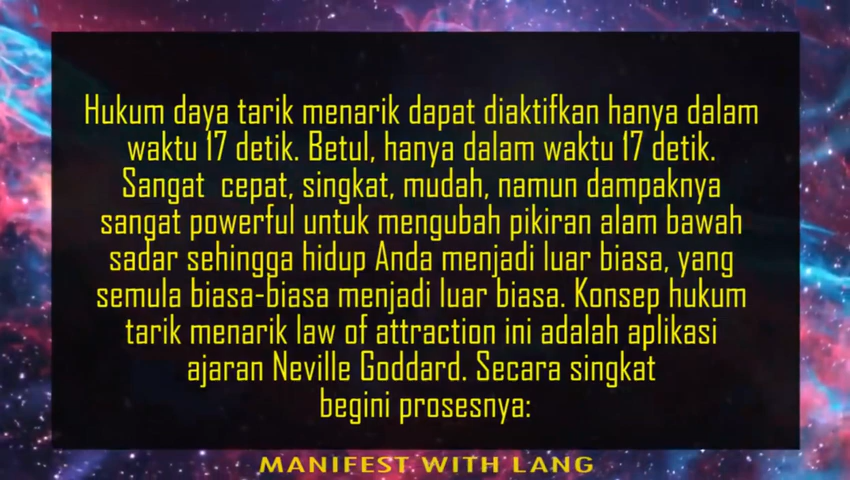 Hukum daya tarik menarik dapat diaktifkan hanya dalam
waktu 17 detik. Betul, hanya dalam waktu 17 detik.
Sangat cepat, singkat, mudah, namun dampaknya
sangat powerful untuk mengubah pikiran alam bawah
sadar sehingga hidup Anda menjadi luar biasa, yang
semula biasa-biasa menjadi luar biasa. Konsep hukum
tarik menarik law of attraction ini adalah aplikasi
ajaran Neville Goddard. Secara singkat
begini prosesnya:
MANIFEST WITH LANG